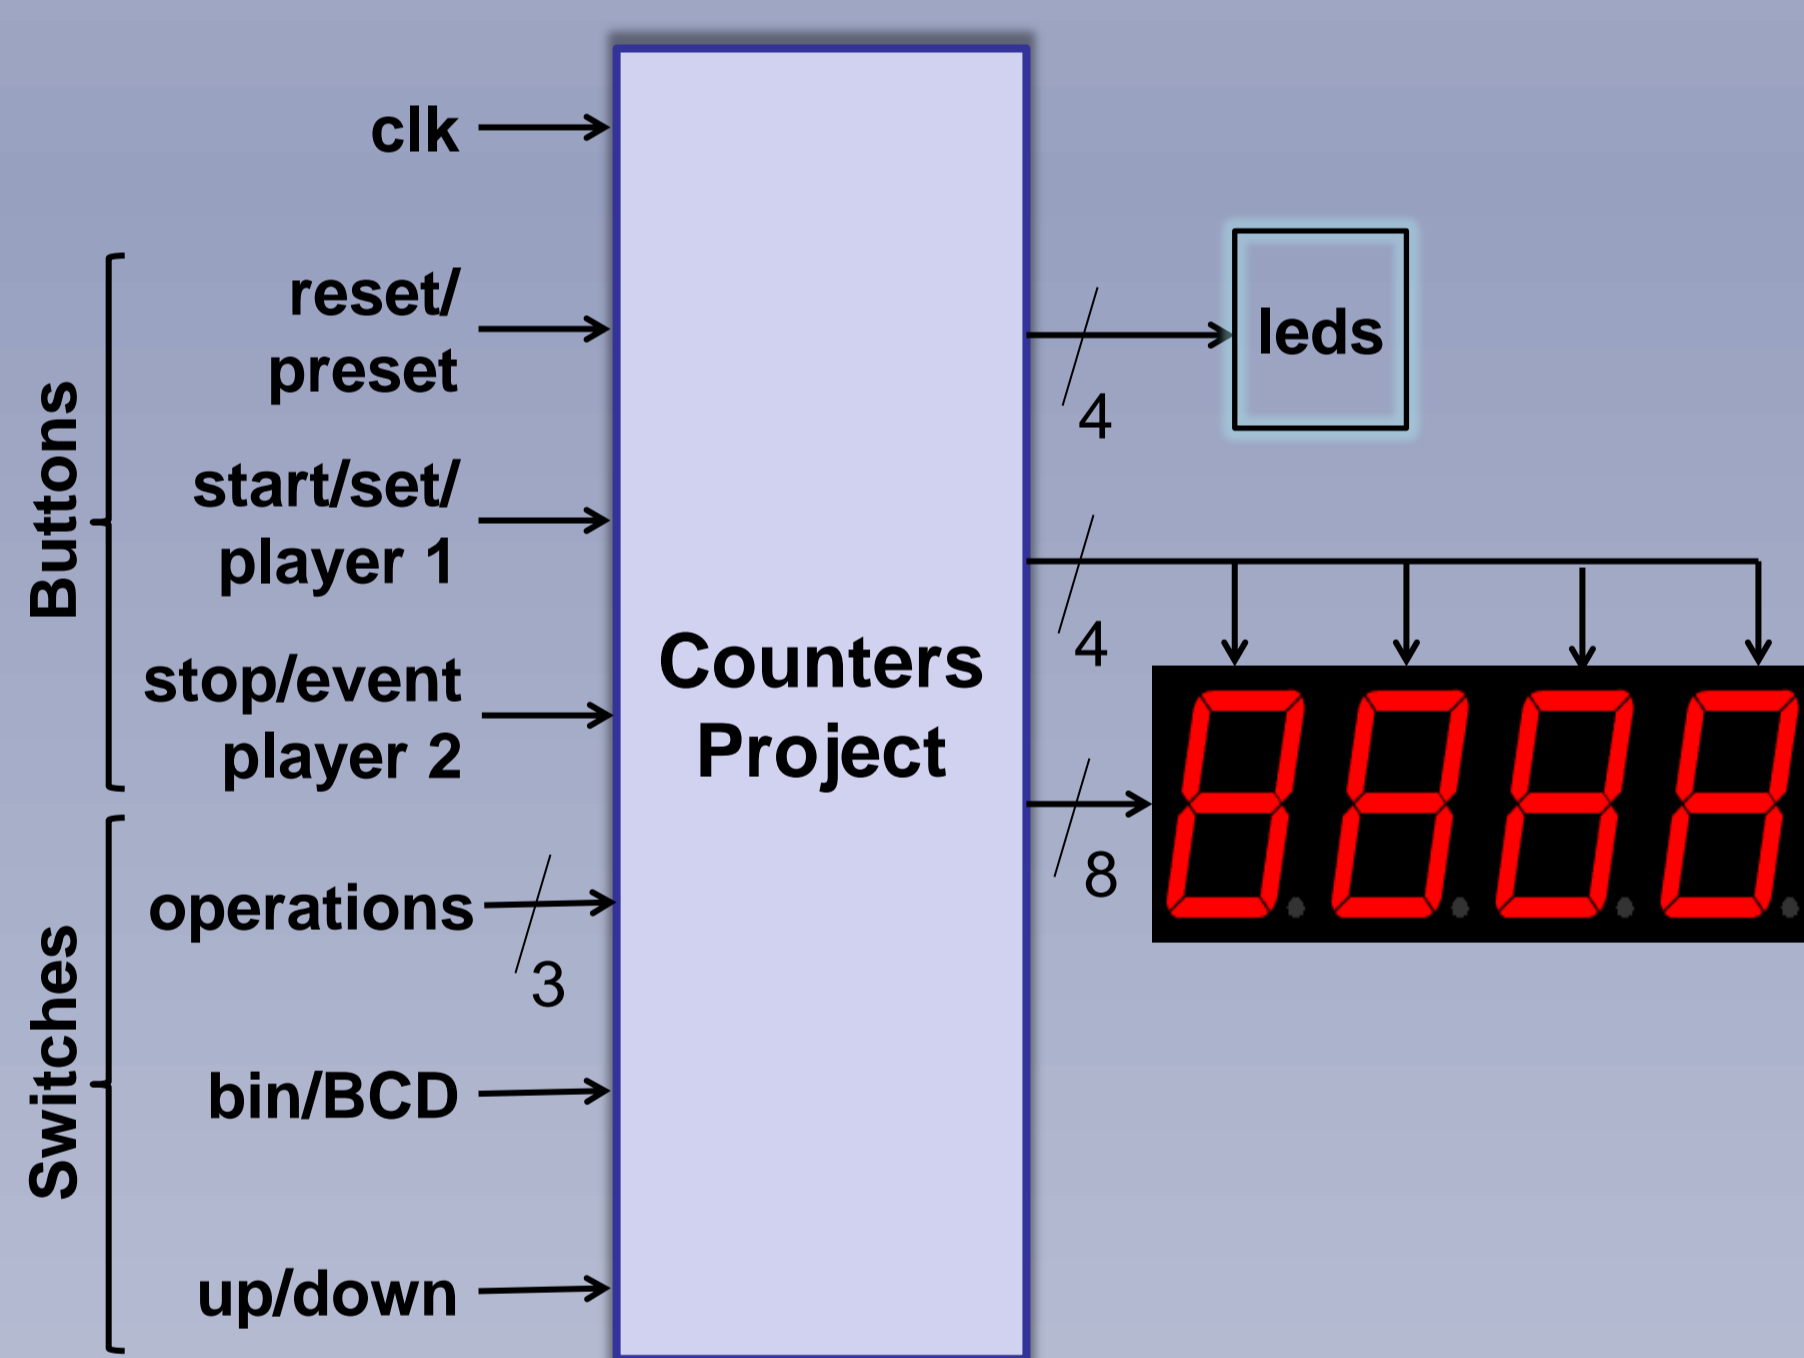 clk
Buttons
reset/
preset
start/set/
player 1
stop/event
player 2
Switches
operations
3
bin/BCD
up/down
Counters
Project
4
leds
4
8
8888